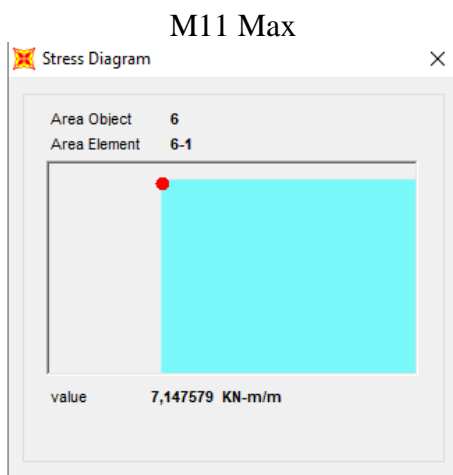 M11 Max
Stress Diagram
Area Object 6
Area Element 6-1
value 7,147579 KN-m/m